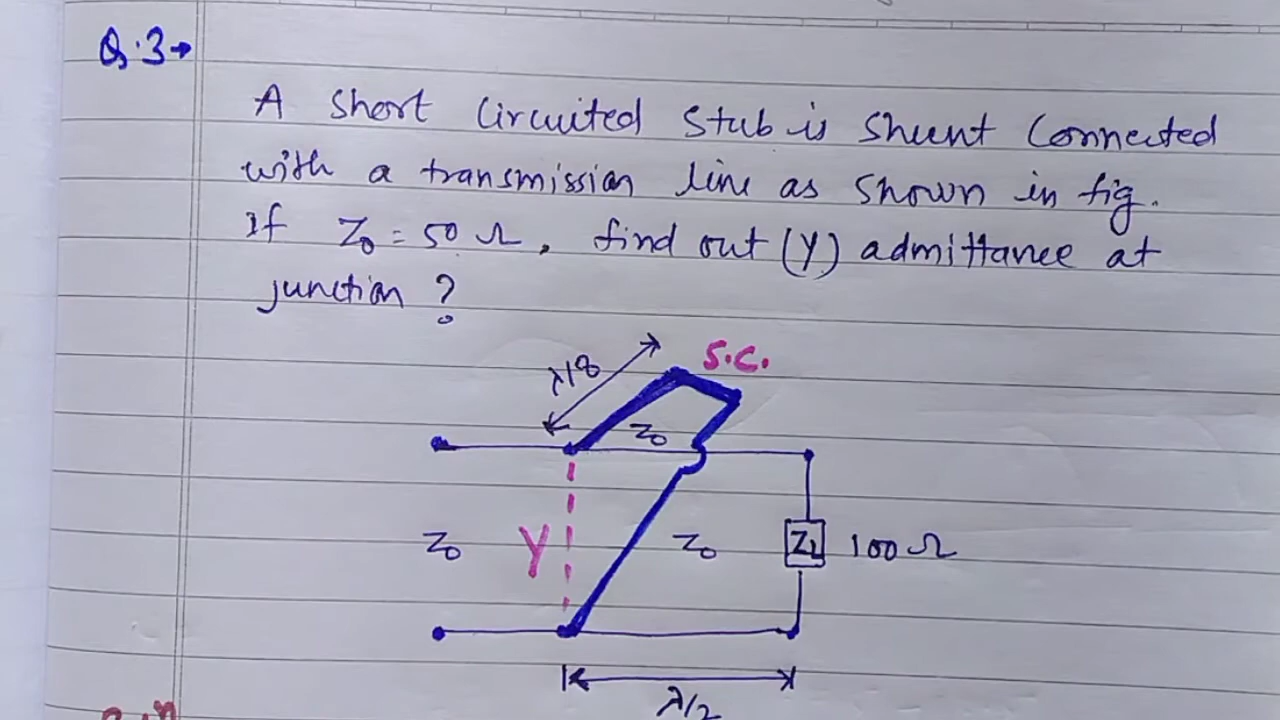 Q.3→
A short circuited stub is shunt connected
with a transmission line as shown in fig.
If Z₀ = 50 Ω, find out (Y) admittance at
junction ?
λ/8
S.C.
Z₀
Z₀
Y
Z₀
Z_L
100 Ω
λ/2